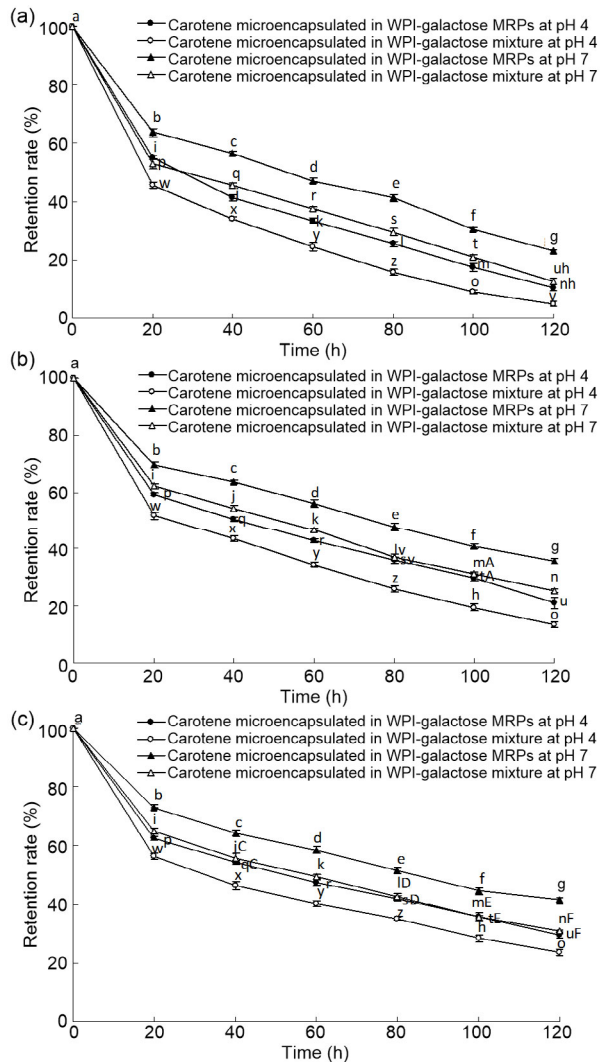 (a)
a
Carotene microencapsulated in WPI-galactose MRPs at pH 4
Carotene microencapsulated in WPI-galactose mixture at pH 4
Carotene microencapsulated in WPI-galactose MRPs at pH 7
Carotene microencapsulated in WPI-galactose mixture at pH 7
Retention rate (%)
100
80
60
40
20
0
b c d e f g
i
p q r s t uh
w j k l m nh
x y z o v
0 20 40 60 80 100 120
Time (h)
(b)
a
Carotene microencapsulated in WPI-galactose MRPs at pH 4
Carotene microencapsulated in WPI-galactose mixture at pH 4
Carotene microencapsulated in WPI-galactose MRPs at pH 7
Carotene microencapsulated in WPI-galactose mixture at pH 7
Retention rate (%)
100
80
60
40
20
0
b c d e f g
i j k lv mA n
p q r sv tA u
w x y z h o
0 20 40 60 80 100 120
Time (h)
(c)
a
Carotene microencapsulated in WPI-galactose MRPs at pH 4
Carotene microencapsulated in WPI-galactose mixture at pH 4
Carotene microencapsulated in WPI-galactose MRPs at pH 7
Carotene microencapsulated in WPI-galactose mixture at pH 7
Retention rate (%)
100
80
60
40
20
0
b c d e f g
i jC k lD mE nF
p qC r sD tE uF
w x y z h o
0 20 40 60 80 100 120
Time (h)